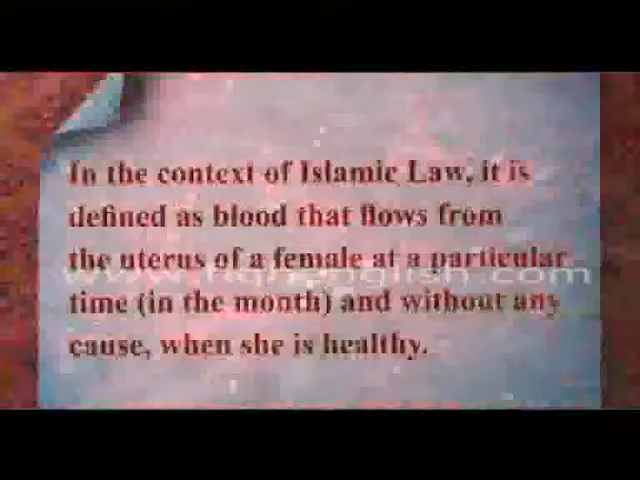 In the context of Islamic Law, it is
defined as blood that flows from
the uterus of a female at a particular
time (in the month) and without any
cause, when she is healthy.